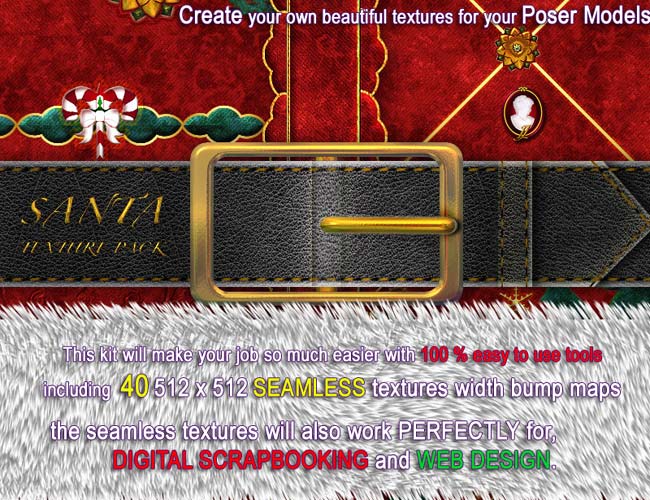 Create your own beautiful textures for your Poser Models
SANTA
TEXTURE PACK
This kit will make your job so much easier with 100 % easy to use tools
including 40 512 x 512 SEAMLESS textures width bump maps
the seamless textures will also work PERFECTLY for,
DIGITAL SCRAPBOOKING and WEB DESIGN.